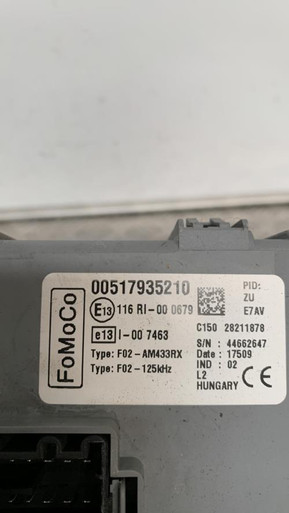 FoMoCo
00517935210
E13 116 RI-00 0679
e13 I-00 7463
Type: F02-AM433RX
Type: F02-125kHz
PID:
ZU
E7AV
C150 28211878
S/N : 44662647
Date : 17509
IND : 02
L2
HUNGARY CE